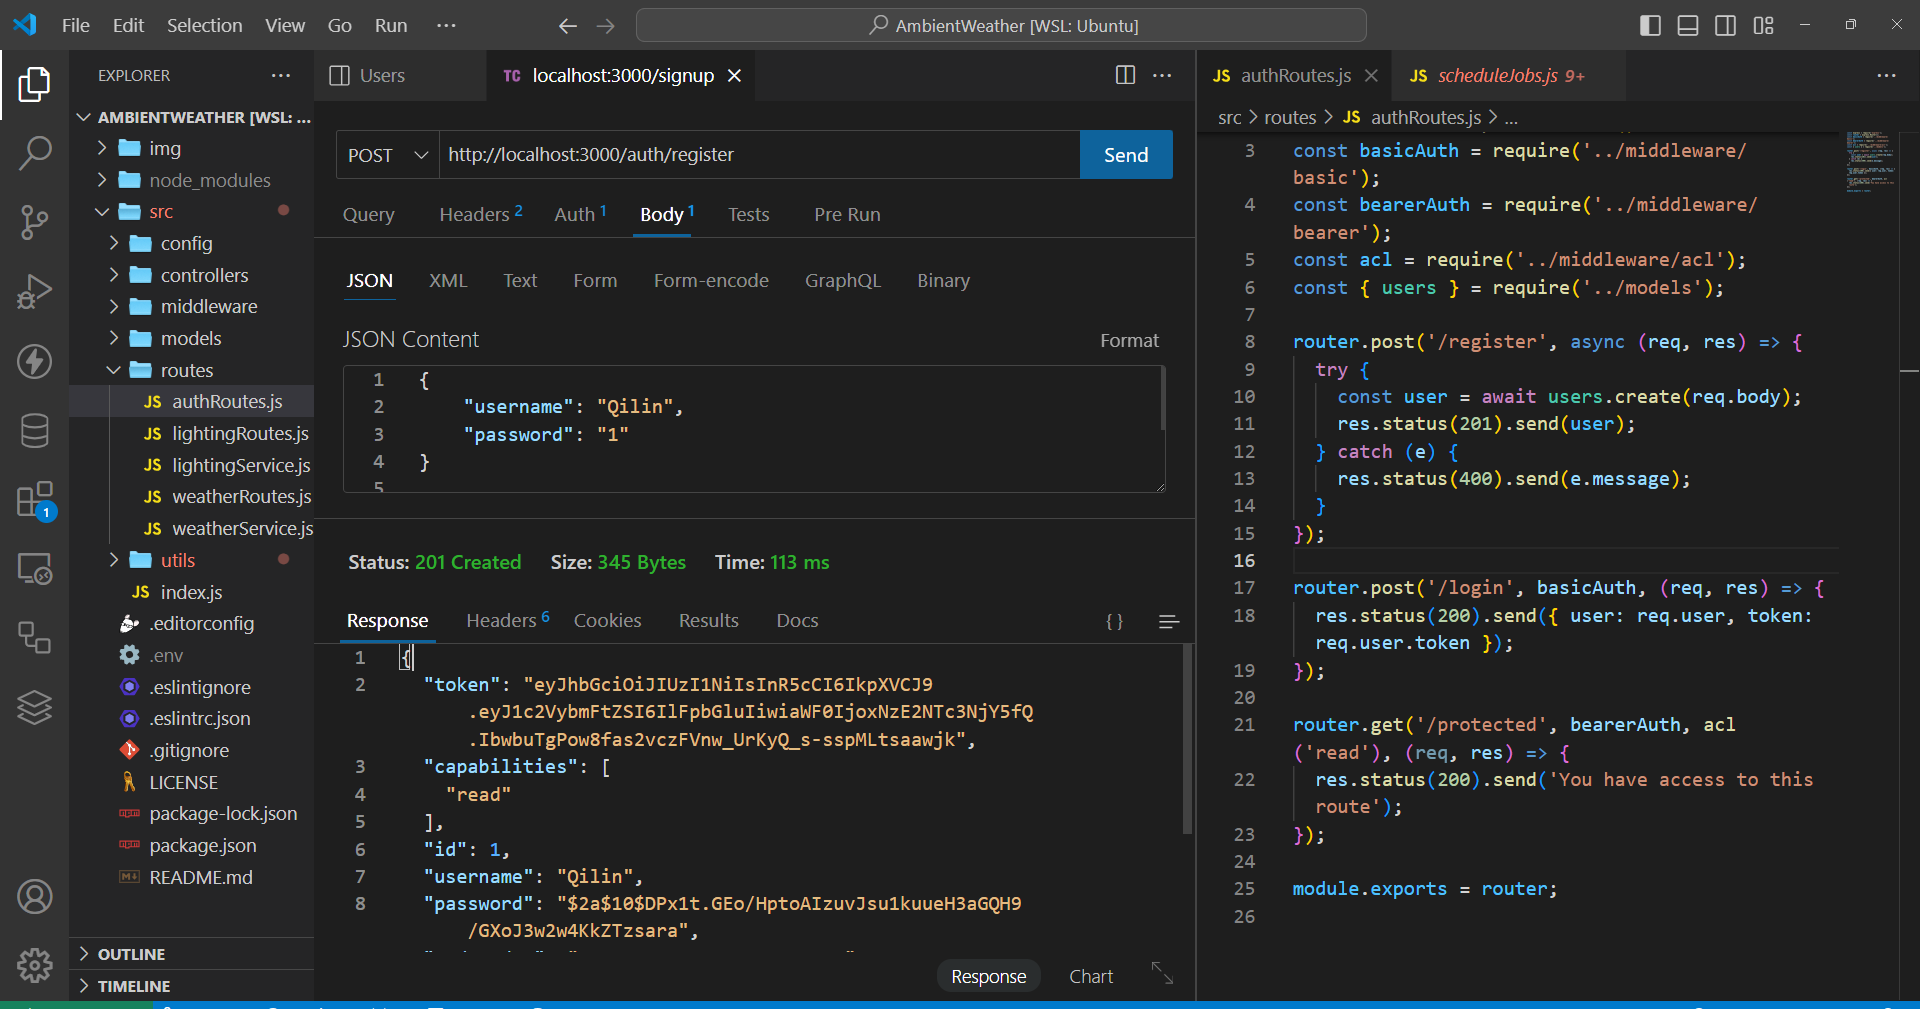 File Edit Selection View Go Run ··· AmbientWeather [WSL: Ubuntu]
EXPLORER ···
AMBIENTWEATHER [WSL: ...
img
node_modules
src
config
controllers
middleware
models
routes
JS authRoutes.js
JS lightingRoutes.js
JS lightingService.js
JS weatherRoutes.js
JS weatherService.js
utils
JS index.js
.editorconfig
.env
.eslintignore
.eslintrc.json
.gitignore
LICENSE
package-lock.json
package.json
README.md
OUTLINE
TIMELINE
1
Users TC localhost:3000/signup
POST http://localhost:3000/auth/register Send
Query Headers 2 Auth 1 Body 1 Tests Pre Run
JSON XML Text Form Form-encode GraphQL Binary
JSON Content Format
1 {
2 "username": "Qilin",
3 "password": "1"
4 }
5
Status: 201 Created Size: 345 Bytes Time: 113 ms
Response Headers 6 Cookies Results Docs { }
1 {
2 "token": "eyJhbGciOiJIUzI1NiIsInR5cCI6IkpXVCJ9
.eyJ1c2VybmFtZSI6IlFpbGluIiwiaWF0IjoxNzE2NTc3NjY5fQ
.IbwbuTgPow8fas2vczFVnw_UrKyQ_s-sspMLtsaawjk",
3 "capabilities": [
4 "read"
5 ],
6 "id": 1,
7 "username": "Qilin",
8 "password": "$2a$10$DPx1t.GEo/HptoAIzuvJsu1kuueH3aGQH9
/GXoJ3w2w4KkZTzsara",
Response Chart
JS authRoutes.js JS scheduleJobs.js 9+ ···
src > routes > JS authRoutes.js > ...
3 const basicAuth = require('../middleware/
basic');
4 const bearerAuth = require('../middleware/
bearer');
5 const acl = require('../middleware/acl');
6 const { users } = require('../models');
7
8 router.post('/register', async (req, res) => {
9 try {
10 const user = await users.create(req.body);
11 res.status(201).send(user);
12 } catch (e) {
13 res.status(400).send(e.message);
14 }
15 });
16
17 router.post('/login', basicAuth, (req, res) => {
18 res.status(200).send({ user: req.user, token:
req.user.token });
19 });
20
21 router.get('/protected', bearerAuth, acl
('read'), (req, res) => {
22 res.status(200).send('You have access to this
route');
23 });
24
25 module.exports = router;
26